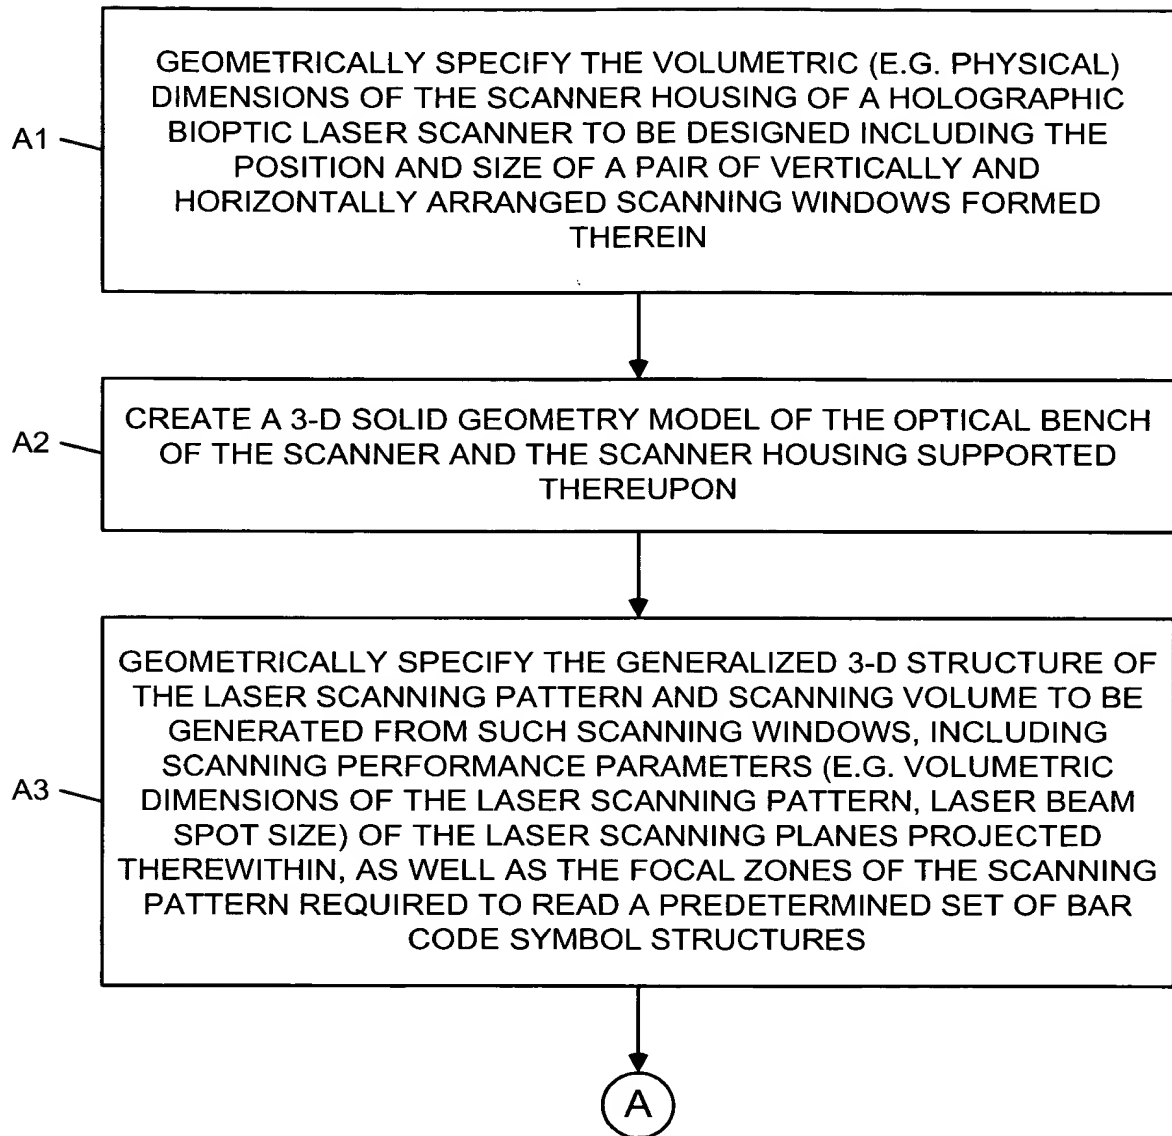 GEOMETRICALLY SPECIFY THE VOLUMETRIC (E.G. PHYSICAL)
DIMENSIONS OF THE SCANNER HOUSING OF A HOLOGRAPHIC
BIOPTIC LASER SCANNER TO BE DESIGNED INCLUDING THE
POSITION AND SIZE OF A PAIR OF VERTICALLY AND
HORIZONTALLY ARRANGED SCANNING WINDOWS FORMED
THEREIN
A1
CREATE A 3-D SOLID GEOMETRY MODEL OF THE OPTICAL BENCH
OF THE SCANNER AND THE SCANNER HOUSING SUPPORTED
THEREUPON
A2
GEOMETRICALLY SPECIFY THE GENERALIZED 3-D STRUCTURE OF
THE LASER SCANNING PATTERN AND SCANNING VOLUME TO BE
GENERATED FROM SUCH SCANNING WINDOWS, INCLUDING
SCANNING PERFORMANCE PARAMETERS (E.G. VOLUMETRIC
DIMENSIONS OF THE LASER SCANNING PATTERN, LASER BEAM
SPOT SIZE) OF THE LASER SCANNING PLANES PROJECTED
THEREWITHIN, AS WELL AS THE FOCAL ZONES OF THE SCANNING
PATTERN REQUIRED TO READ A PREDETERMINED SET OF BAR
CODE SYMBOL STRUCTURES
A3
A